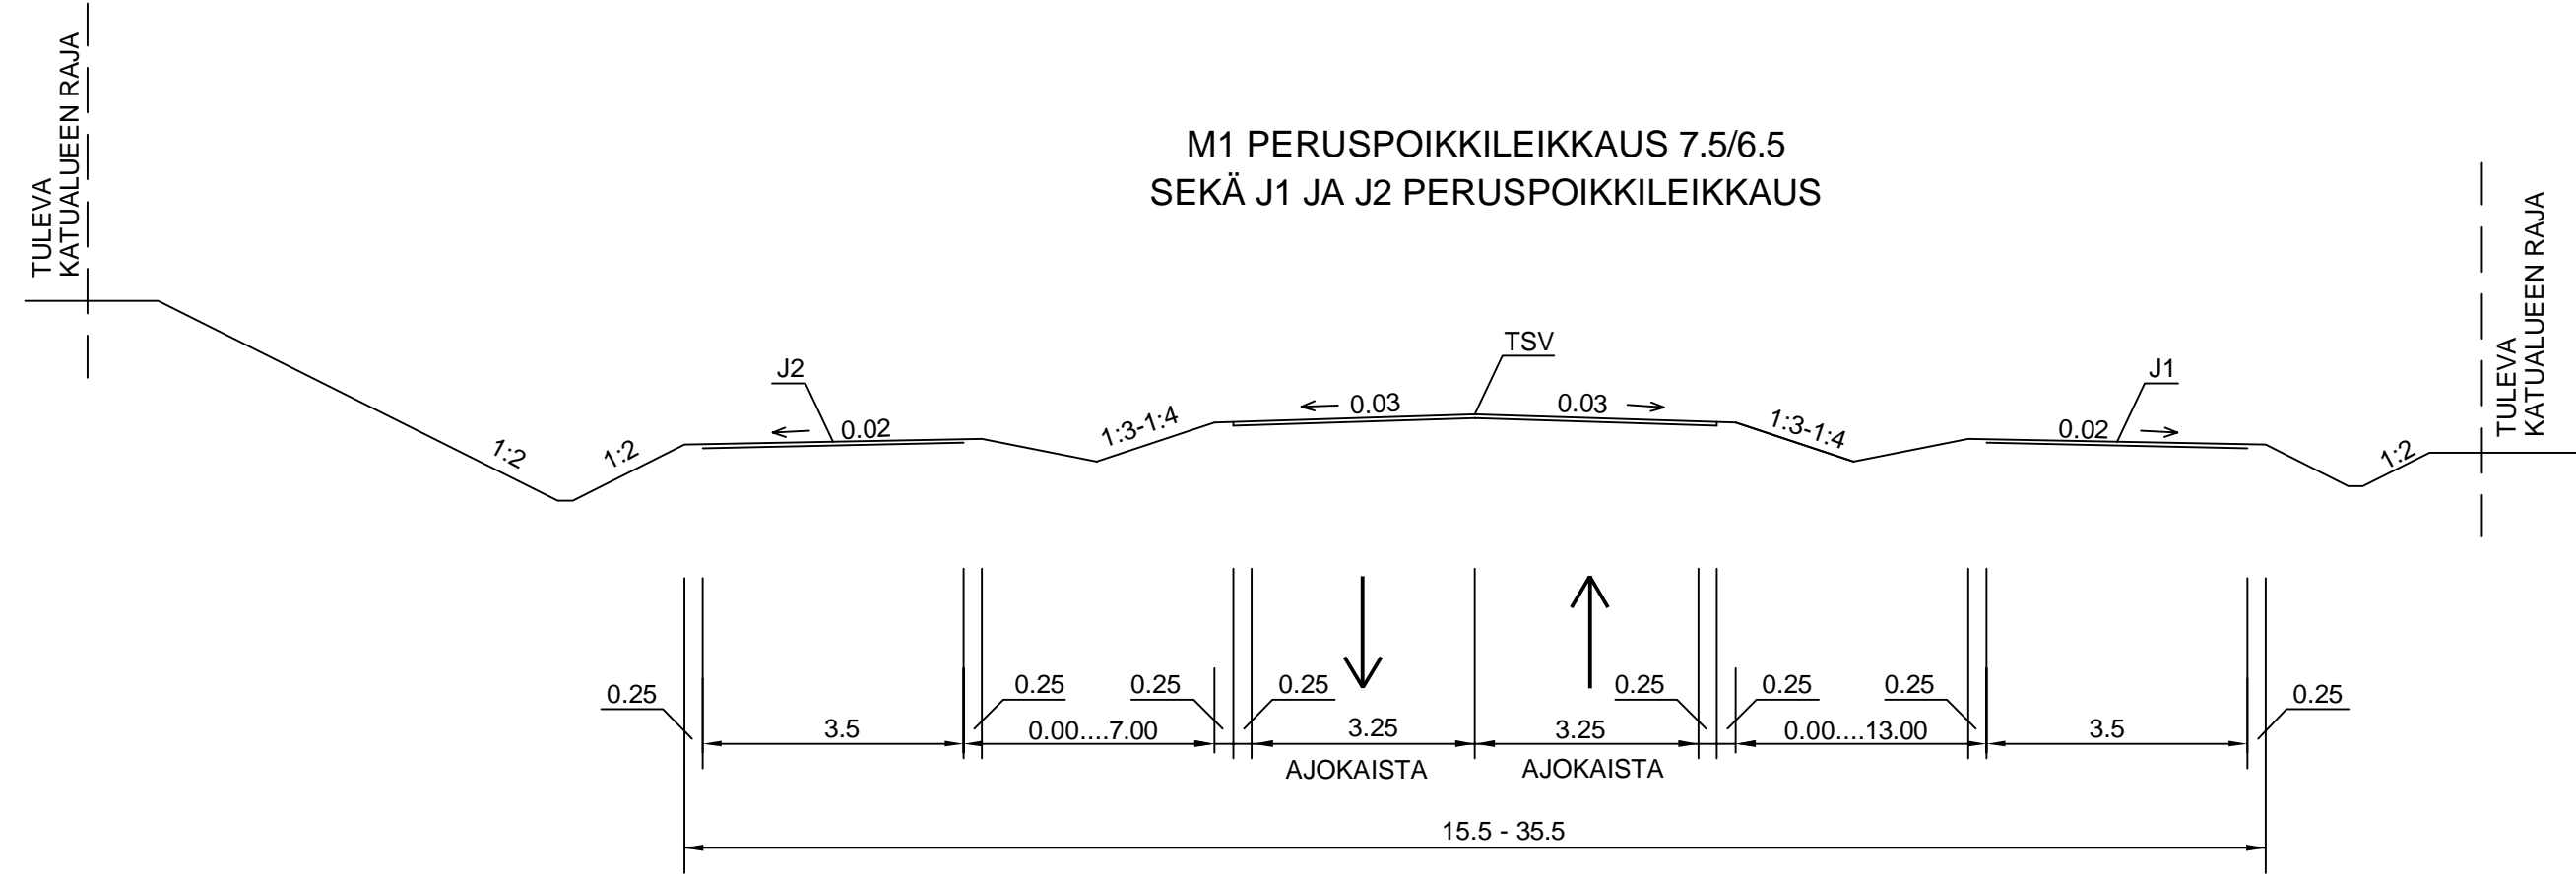 M1 PERUSPOIKKILEIKKAUS 7.5/6.5
SEKÄ J1 JA J2 PERUSPOIKKILEIKKAUS
TULEVA
KATUALUEEN RAJA
TULEVA
KATUALUEEN RAJA
TSV
J2
J1
0.02
0.03
0.03
0.02
1:2
1:2
1:3-1:4
1:3-1:4
1:2
0.25
0.25
0.25
0.25
0.25
0.25
0.25
0.25
3.5
0.00....7.00
3.25
3.25
0.00....13.00
3.5
AJOKAISTA
AJOKAISTA
15.5 - 35.5